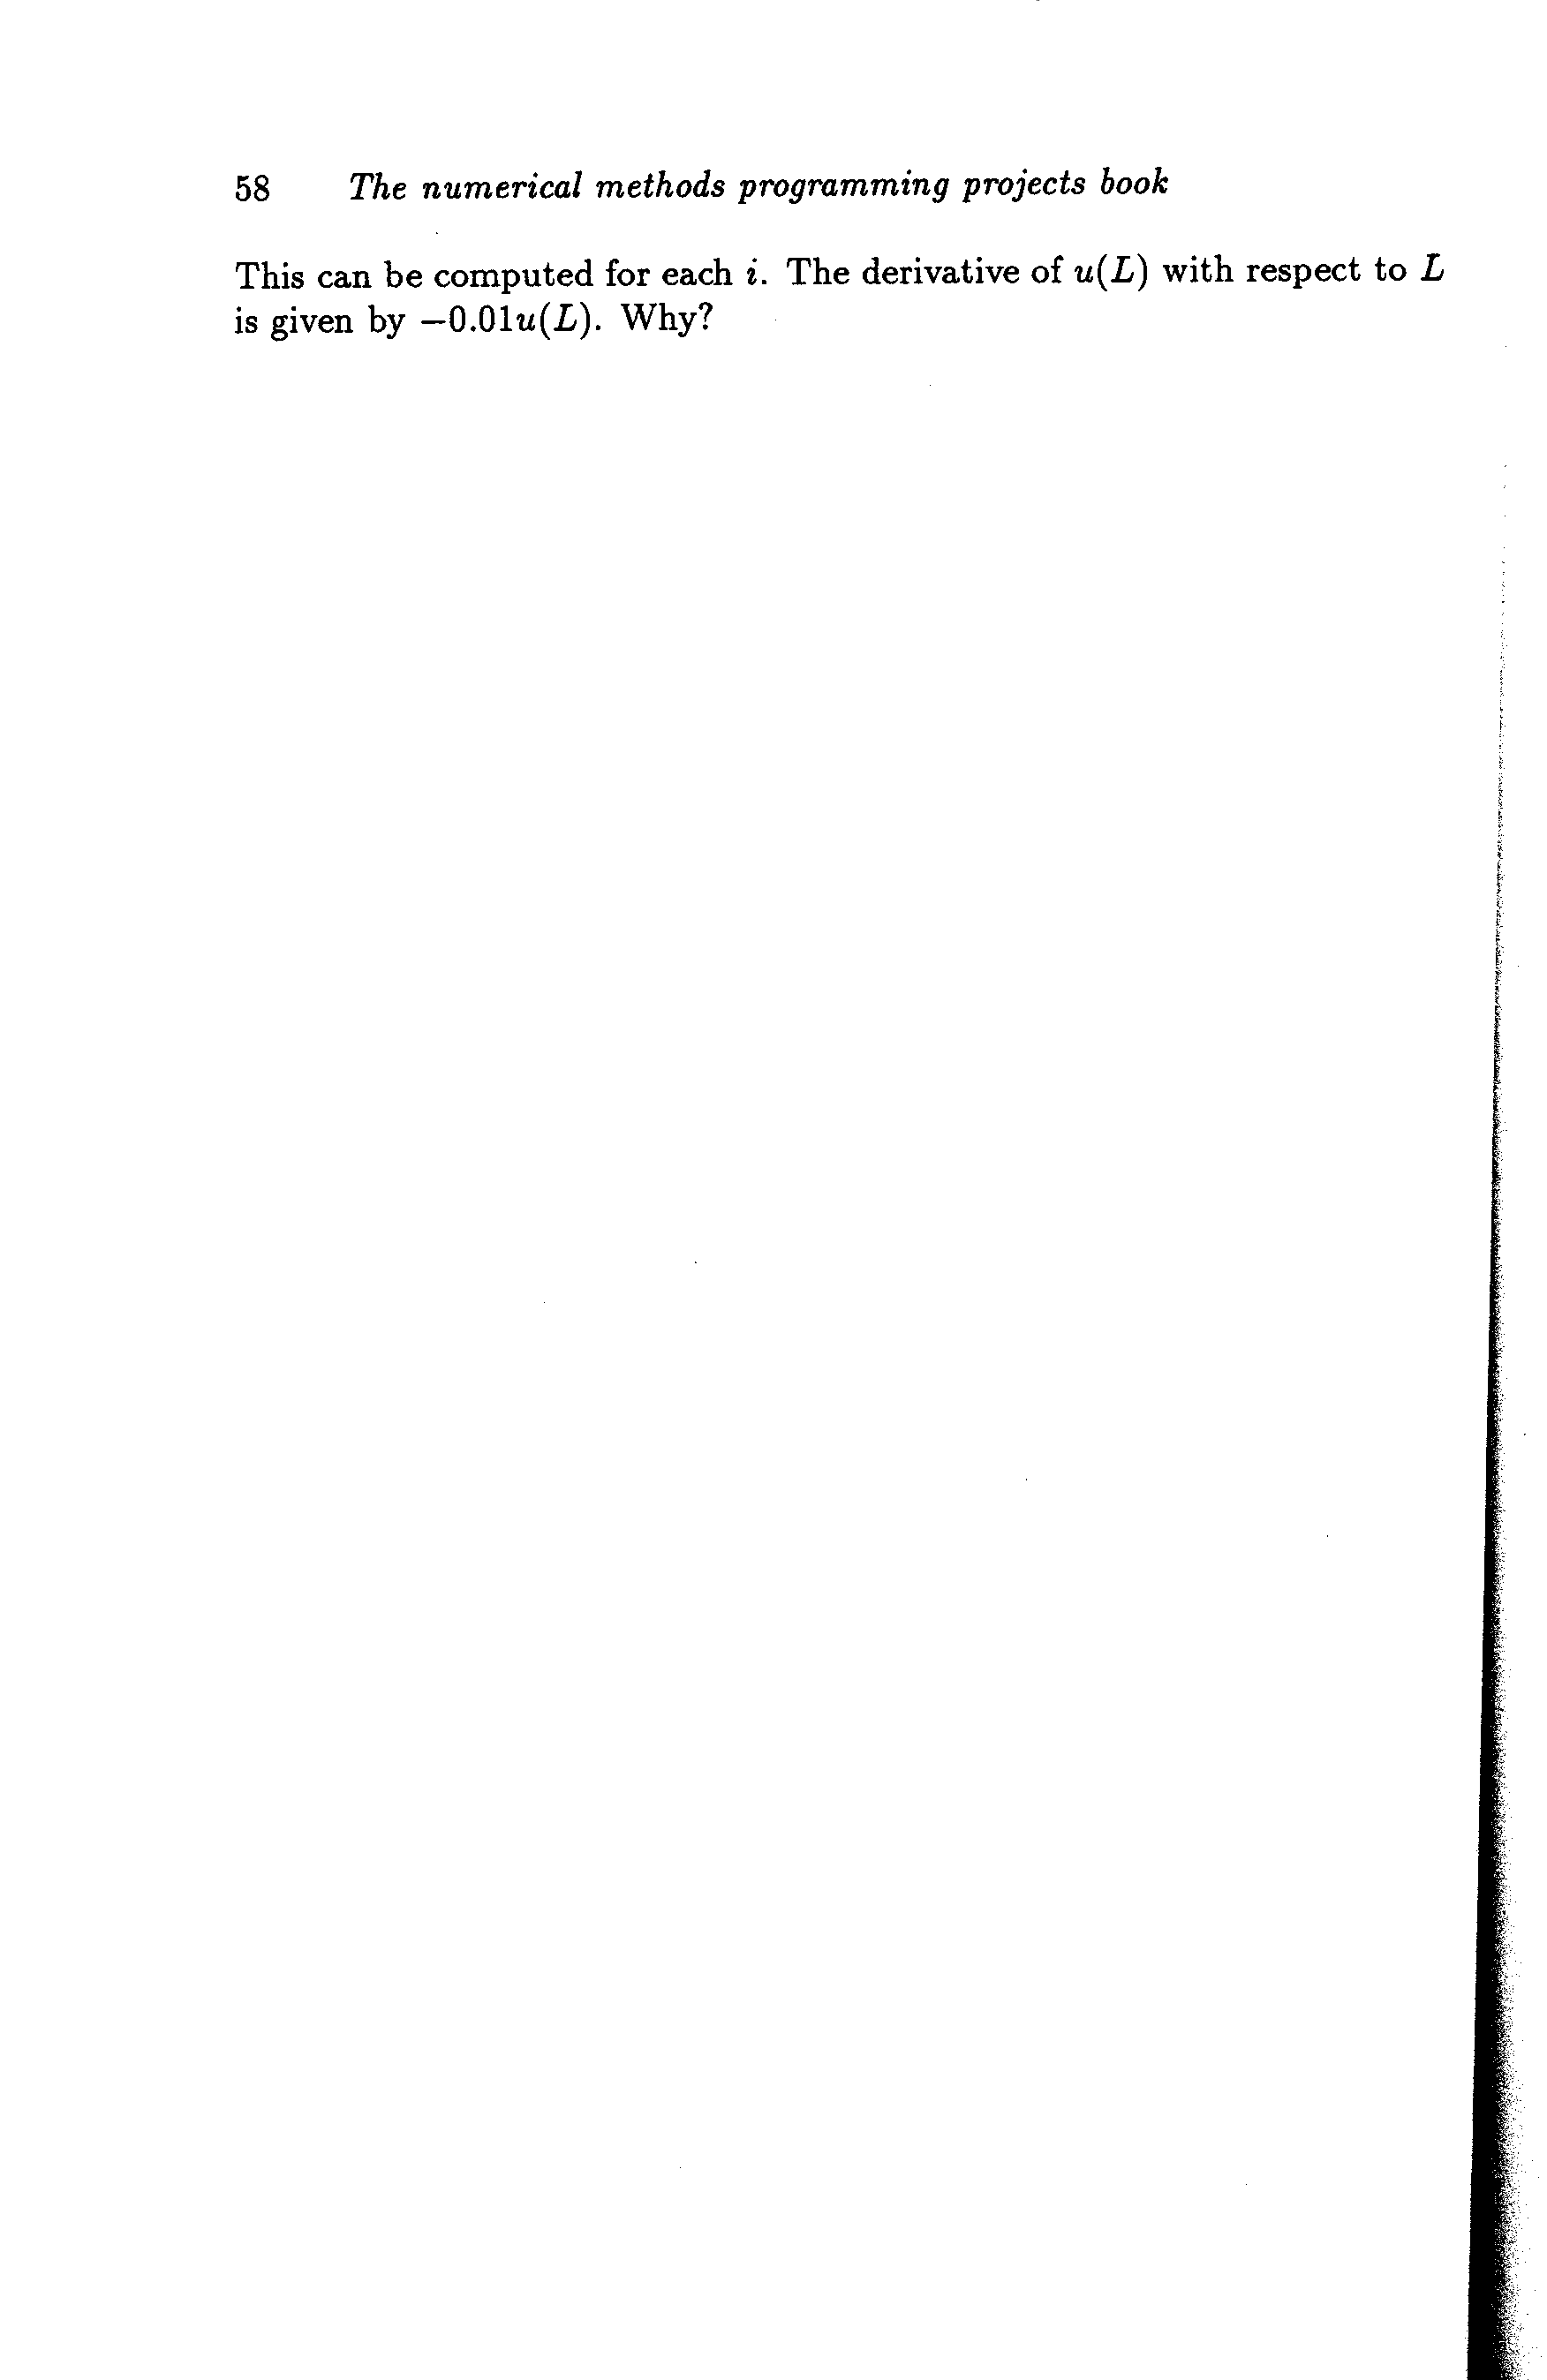 58 The numerical methods programming projects book
This can be computed for each i. The derivative of u(L) with respect to L
is given by −0.01u(L). Why?